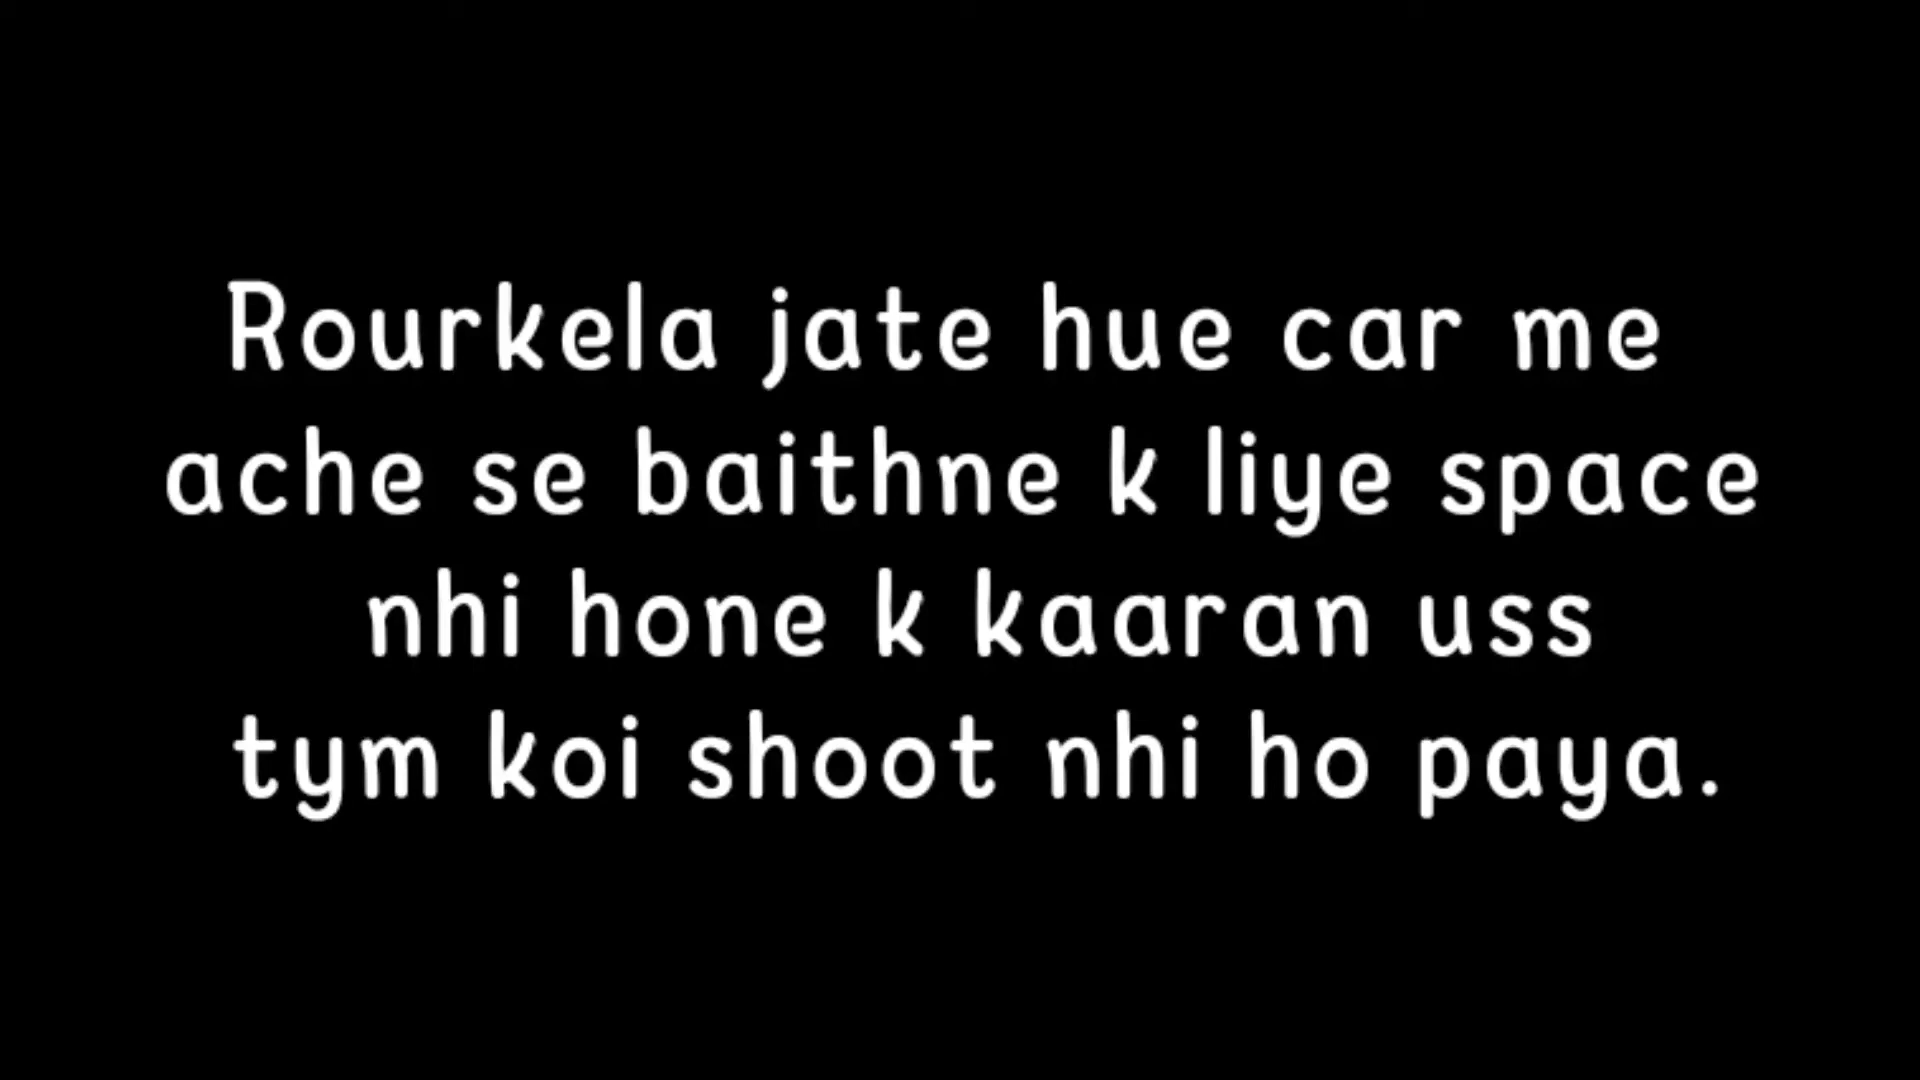 Rourkela jate hue car me
ache se baithne k liye space
nhi hone k kaaran uss
tym koi shoot nhi ho paya.